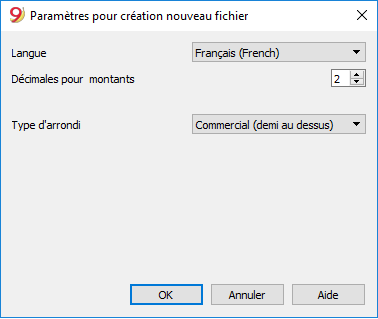 9 Paramètres pour création nouveau fichier
Langue Français (French)
Décimales pour montants 2
Type d'arrondi Commercial (demi au dessus)
OK Annuler Aide